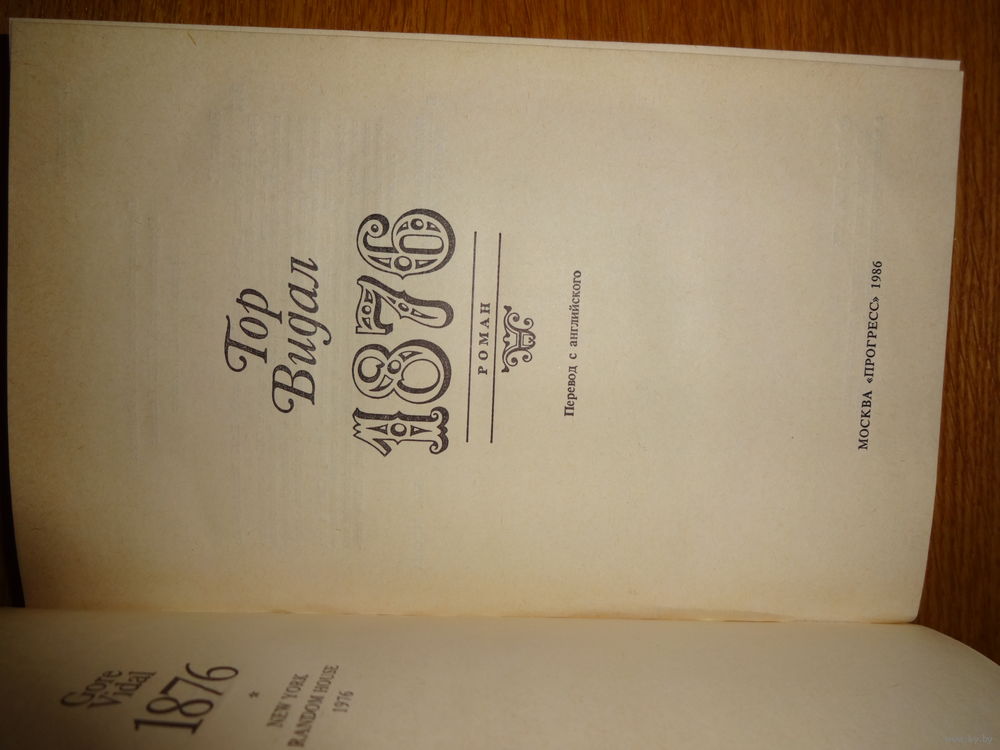 Gore
Vidal
1876
*
NEW YORK
RANDOM HOUSE
1976
Гор
Видал
1876
РОМАН
Перевод с английского
МОСКВА «ПРОГРЕСС» 1986